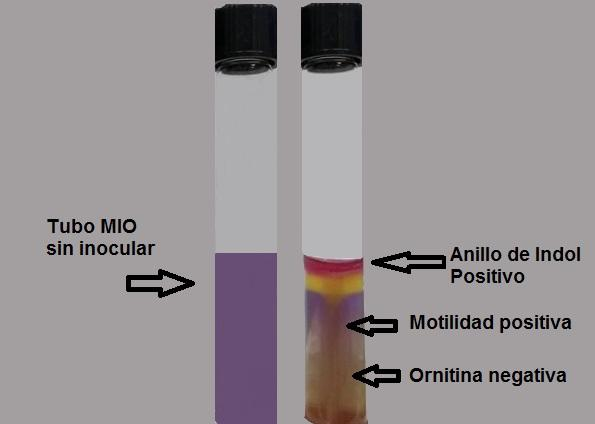 Tubo MIO
sin inocular
Anillo de Indol
Positivo
Motilidad positiva
Ornitina negativa